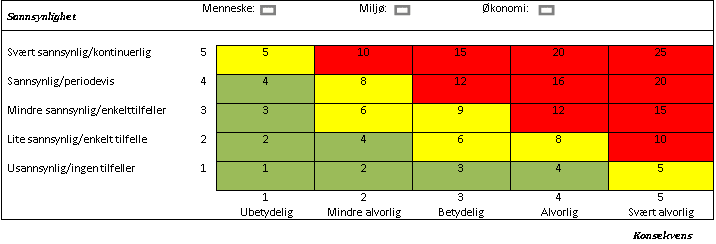 Sannsynlighet Menneske: Miljø: Økonomi:
Svært sannsynlig/kontinuerlig 5 5 10 15 20 25
Sannsynlig/periodevis 4 4 8 12 16 20
Mindre sannsynlig/enkelttilfeller 3 3 6 9 12 15
Lite sannsynlig/enkelt tilfelle 2 2 4 6 8 10
Usannsynlig/ingen tilfeller 1 1 2 3 4 5
1 2 3 4 5
Ubetydelig Mindre alvorlig Betydelig Alvorlig Svært alvorlig
Konsekvens